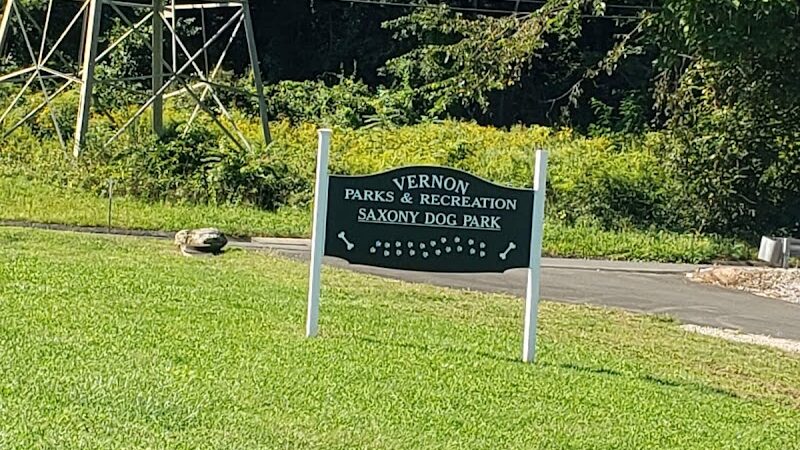 VERNON
PARKS & RECREATION
SAXONY DOG PARK